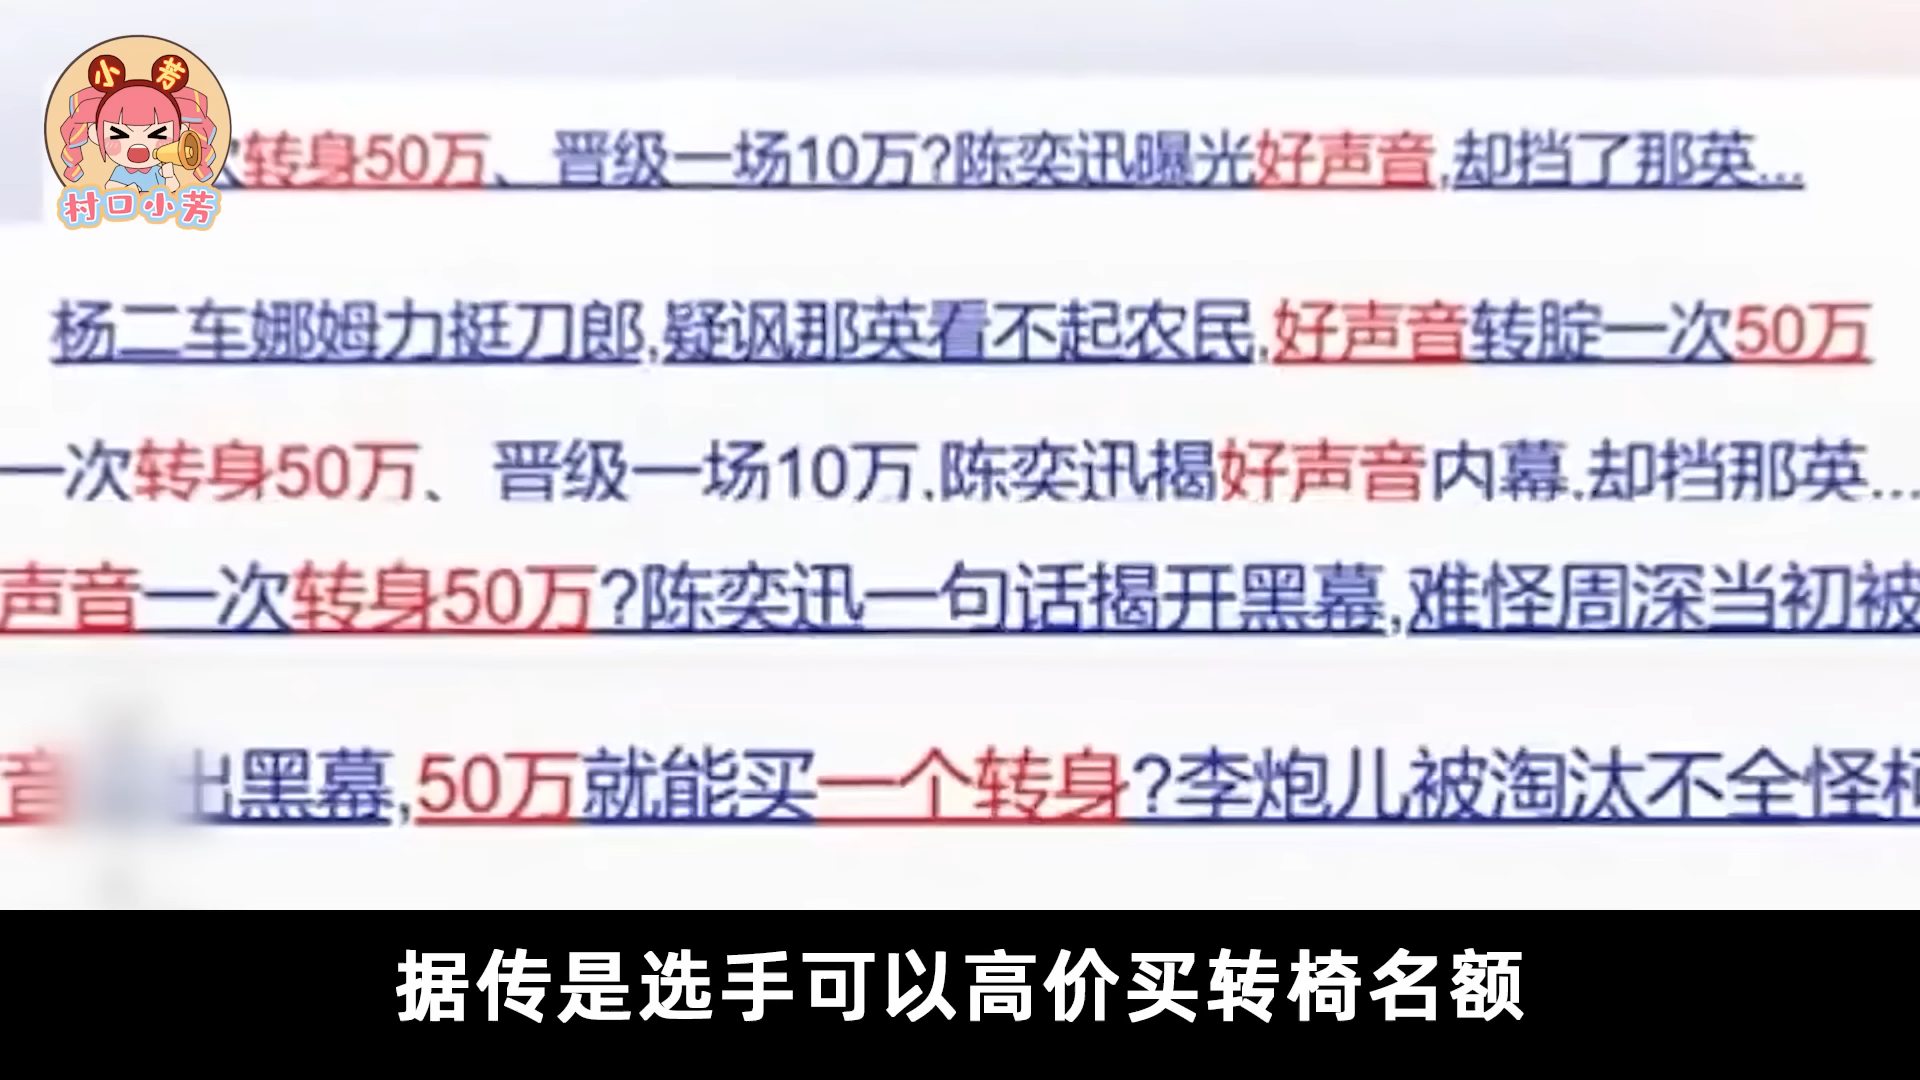 小芳
村口小芳
转身50万、晋级一场10万?陈奕迅曝光好声音,却挡了那英...
杨二车娜姆力挺刀郎,疑讽那英看不起农民,好声音转腚一次50万
一次转身50万、晋级一场10万,陈奕迅揭好声音内幕,却挡那英...
声音一次转身50万?陈奕迅一句话揭开黑幕,难怪周深当初被
音 出黑幕,50万就能买一个转身?李炮儿被淘汰不全怪
据传是选手可以高价买转椅名额